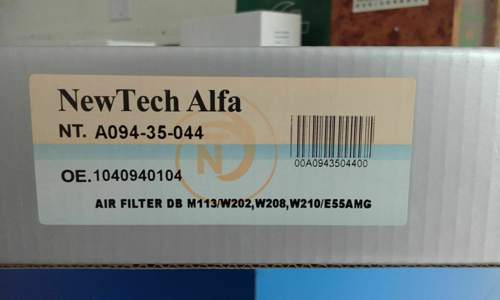 NewTech Alfa
NT. A094-35-044
00A0943504400
OE.1040940104
AIR FILTER DB M113/W202,W208,W210/E55AMG